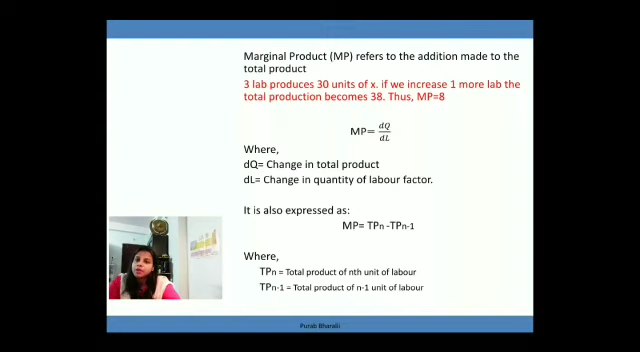 Marginal Product (MP) refers to the addition made to the
total product
3 lab produces 30 units of x. if we increase 1 more lab the
total production becomes 38. Thus, MP=8
MP= dQ/dL
Where,
dQ= Change in total product
dL= Change in quantity of labour factor.
It is also expressed as:
MP= TPn -TPn-1
Where,
TPn = Total product of nth unit of labour
TPn-1 = Total product of n-1 unit of labour
Purab Bharali